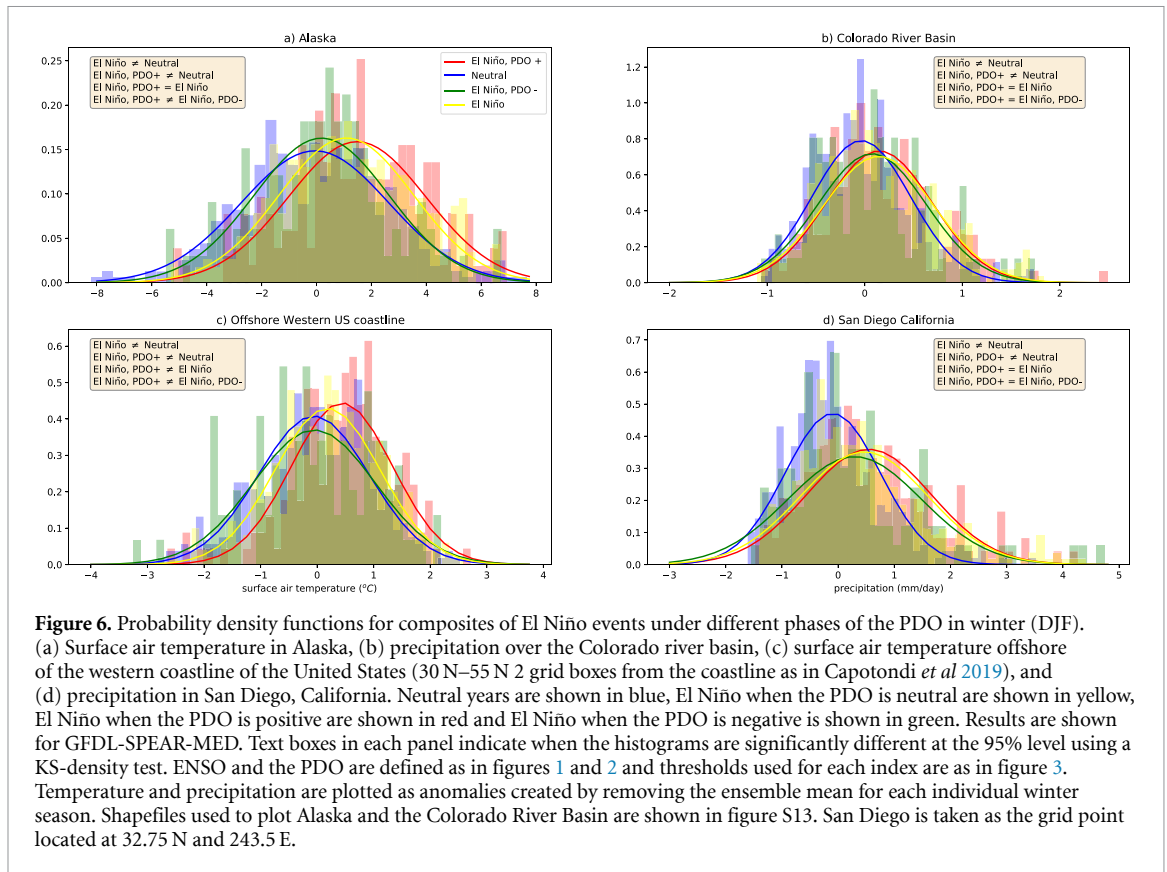 a) Alaska
El Niño ≠ Neutral
El Niño, PDO+ ≠ Neutral
El Niño, PDO+ = El Niño
El Niño, PDO+ ≠ El Niño, PDO-
El Niño, PDO +
Neutral
El Niño, PDO -
El Niño
0.25
0.20
0.15
0.10
0.05
0.00
−8 −6 −4 −2 0 2 4 6 8
b) Colorado River Basin
El Niño ≠ Neutral
El Niño, PDO+ ≠ Neutral
El Niño, PDO+ = El Niño
El Niño, PDO+ = El Niño, PDO-
1.2
1.0
0.8
0.6
0.4
0.2
0.0
−2 −1 0 1 2
c) Offshore Western US coastline
El Niño ≠ Neutral
El Niño, PDO+ ≠ Neutral
El Niño, PDO+ ≠ El Niño
El Niño, PDO+ ≠ El Niño, PDO-
0.6
0.5
0.4
0.3
0.2
0.1
0.0
−4 −3 −2 −1 0 1 2 3 4
surface air temperature (°C)
d) San Diego California
El Niño ≠ Neutral
El Niño, PDO+ ≠ Neutral
El Niño, PDO+ = El Niño
El Niño, PDO+ = El Niño, PDO-
0.7
0.6
0.5
0.4
0.3
0.2
0.1
0.0
−3 −2 −1 0 1 2 3 4 5
precipitation (mm/day)
Figure 6. Probability density functions for composites of El Niño events under different phases of the PDO in winter (DJF).
(a) Surface air temperature in Alaska, (b) precipitation over the Colorado river basin, (c) surface air temperature offshore
of the western coastline of the United States (30 N–55 N 2 grid boxes from the coastline as in Capotondi et al 2019), and
(d) precipitation in San Diego, California. Neutral years are shown in blue, El Niño when the PDO is neutral are shown in yellow,
El Niño when the PDO is positive are shown in red and El Niño when the PDO is negative is shown in green. Results are shown
for GFDL-SPEAR-MED. Text boxes in each panel indicate when the histograms are significantly different at the 95% level using a
KS-density test. ENSO and the PDO are defined as in figures 1 and 2 and thresholds used for each index are as in figure 3.
Temperature and precipitation are plotted as anomalies created by removing the ensemble mean for each individual winter
season. Shapefiles used to plot Alaska and the Colorado River Basin are shown in figure S13. San Diego is taken as the grid point
located at 32.75 N and 243.5 E.